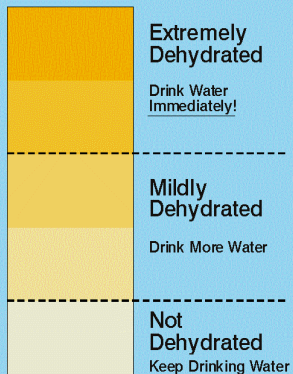 Extremely
Dehydrated
Drink Water
Immediately!
Mildly
Dehydrated
Drink More Water
Not
Dehydrated
Keep Drinking Water